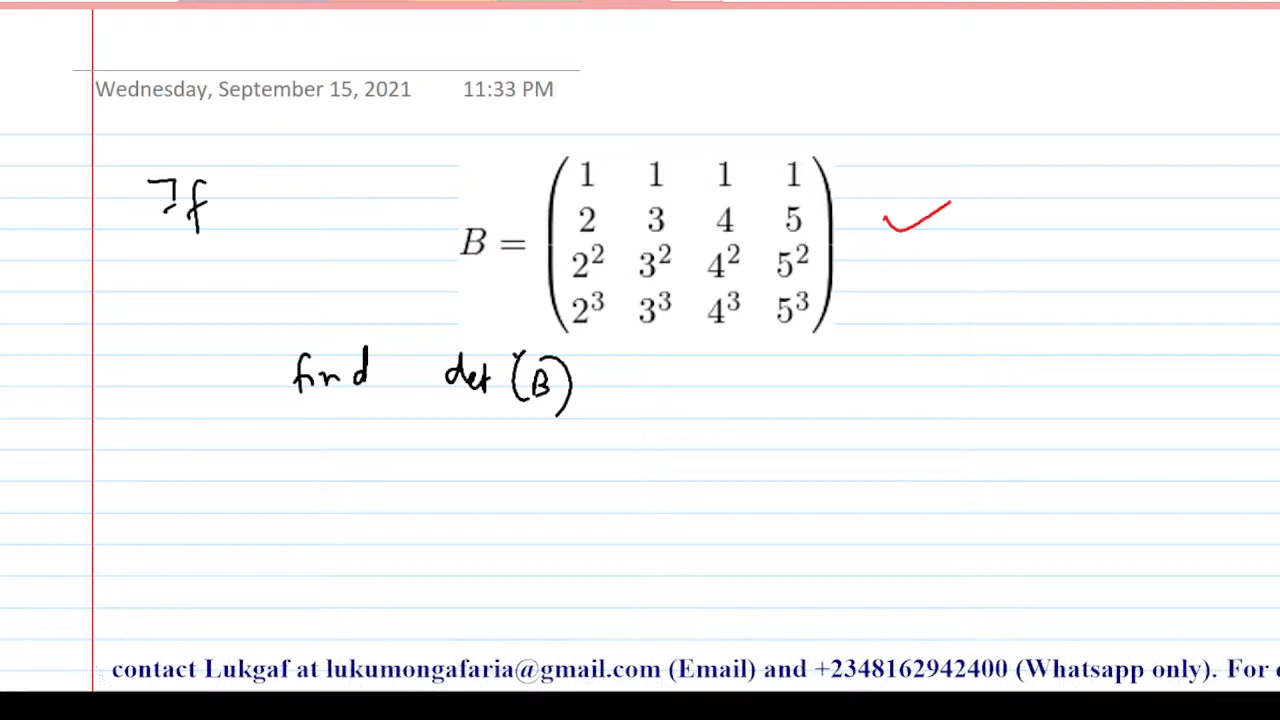 Wednesday, September 15, 2021 11:33 PM
If
B = 
1 1 1 1
2 3 4 5
2² 3² 4² 5²
2³ 3³ 4³ 5³
find det (B)
contact Lukgaf at lukumongafaria@gmail.com (Email) and +2348162942400 (Whatsapp only). For